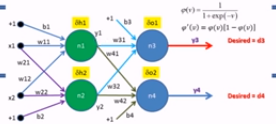 +1
b1
δh1
y1
+1
b3
δo1
φ(v) = 1 / 1+exp(-v)
φ'(v) = φ(v)[1 - φ(v)]
x1
w11
n1
w31
n3
y3
Desired = d3
w21
w41
w12
δh2
w32
δo2
x2
w22
n2
w42
n4
y4
Desired = d4
+1
b2
y2
+1
b4